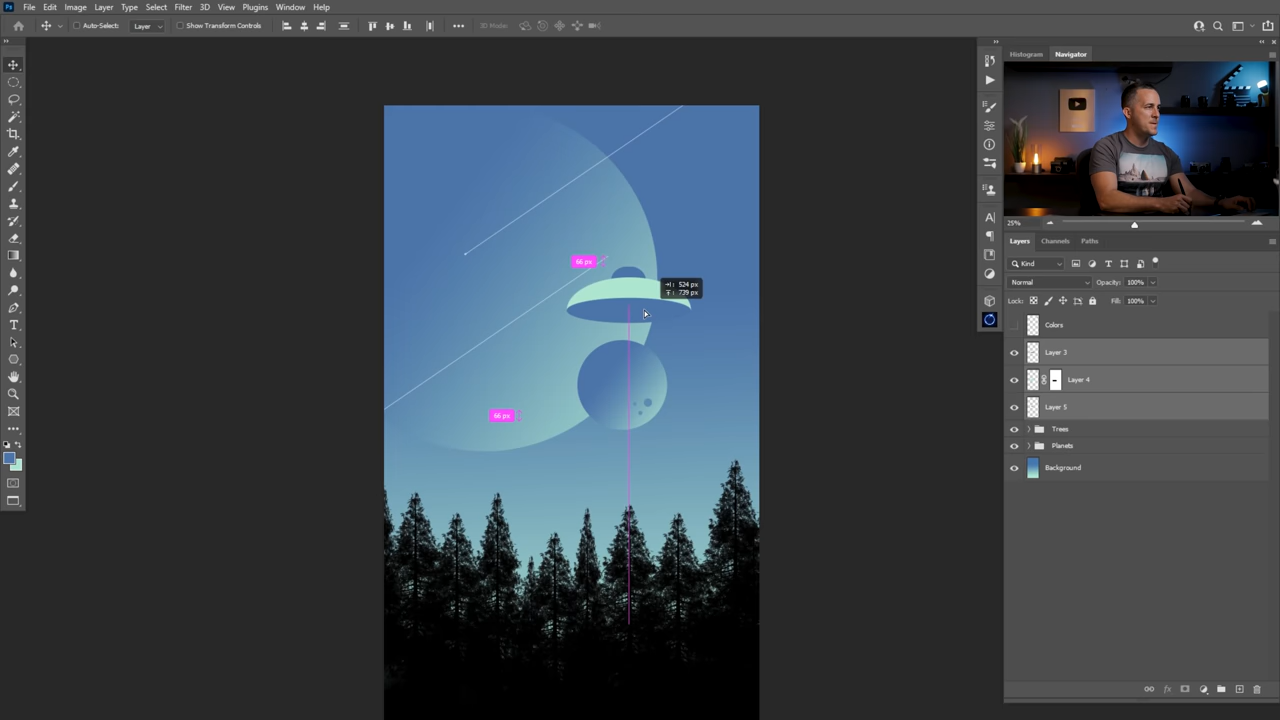 Ps File Edit Image Layer Type Select Filter 3D View Plugins Window Help
Auto-Select: Layer Show Transform Controls 3D Mode:
Histogram Navigator
25%
Layers Channels Paths
Kind
Normal Opacity: 100%
Lock: Fill: 100%
Colors
Layer 3
Layer 4
Layer 5
Trees
Planets
Background
66 px
524 px
739 px
66 px